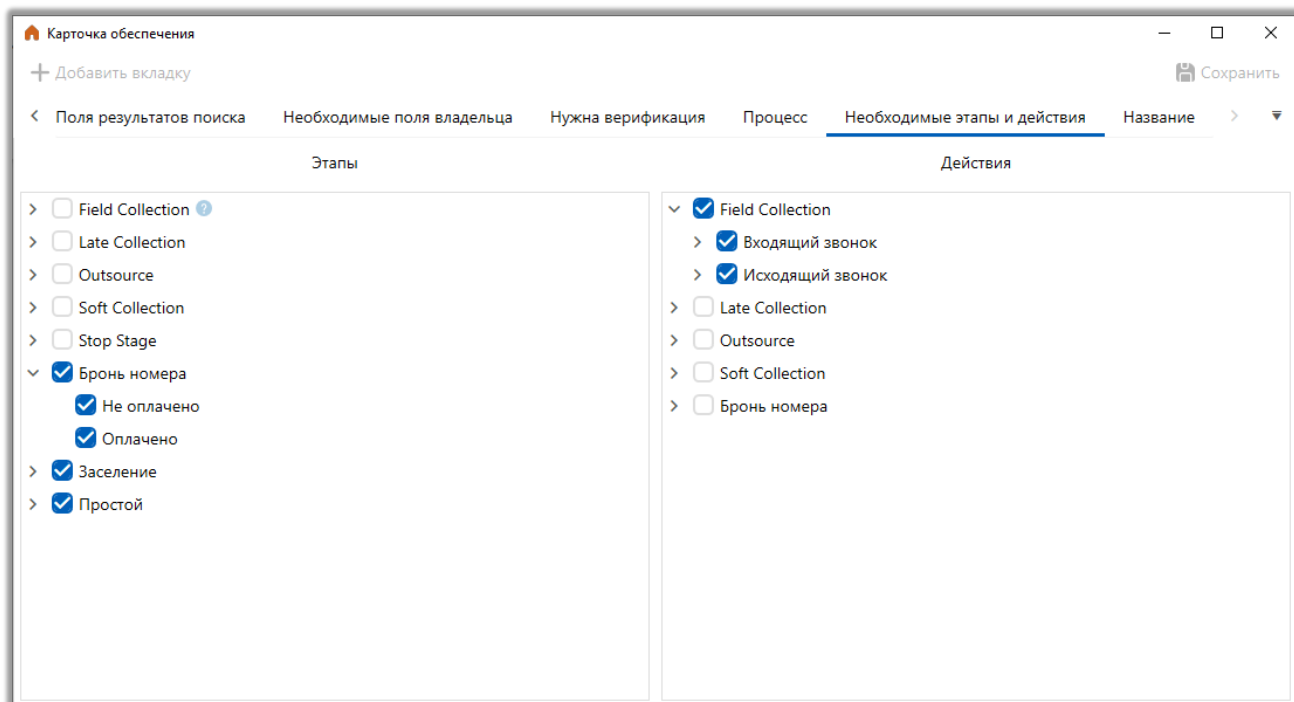 Карточка обеспечения
Добавить вкладку
Сохранить
Поля результатов поиска Необходимые поля владельца Нужна верификация Процесс Необходимые этапы и действия Название
Этапы
Field Collection ?
Late Collection
Outsource
Soft Collection
Stop Stage
Бронь номера
Не оплачено
Оплачено
Заселение
Простой
Действия
Field Collection
Входящий звонок
Исходящий звонок
Late Collection
Outsource
Soft Collection
Бронь номера